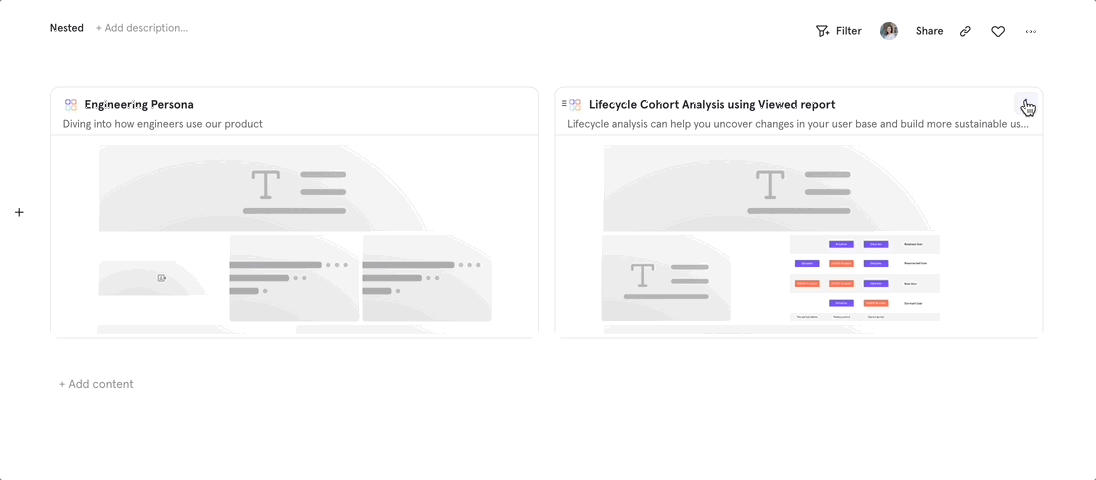 Nested + Add description...
Filter Share
Engineering Persona
Diving into how engineers use our product
Lifecycle Cohort Analysis using Viewed report
Lifecycle analysis can help you uncover changes in your user base and build more sustainable us...
+ Add content